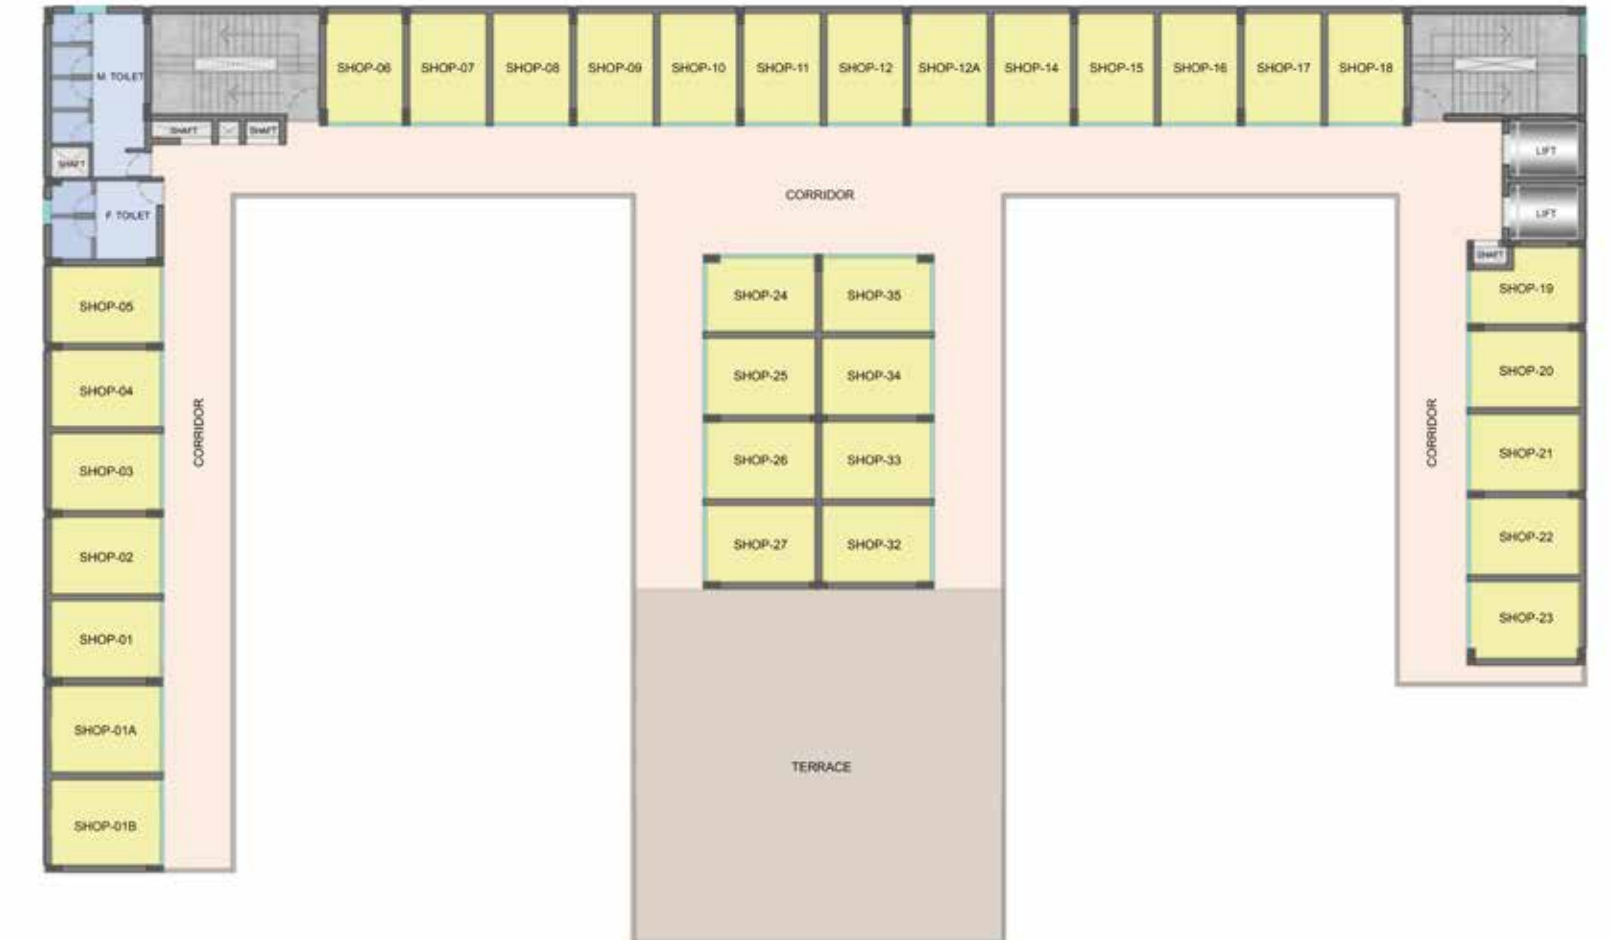 M. TOILET
SHOP-06
SHOP-07
SHOP-08
SHOP-09
SHOP-10
SHOP-11
SHOP-12
SHOP-12A
SHOP-14
SHOP-15
SHOP-16
SHOP-17
SHOP-18
SHAFT
SHAFT
SHAFT
LIFT
LIFT
F. TOILET
CORRIDOR
SHAFT
SHOP-05
SHOP-04
SHOP-03
SHOP-02
SHOP-01
SHOP-01A
SHOP-01B
CORRIDOR
SHOP-24
SHOP-35
SHOP-25
SHOP-34
SHOP-26
SHOP-33
SHOP-27
SHOP-32
TERRACE
CORRIDOR
SHOP-19
SHOP-20
SHOP-21
SHOP-22
SHOP-23